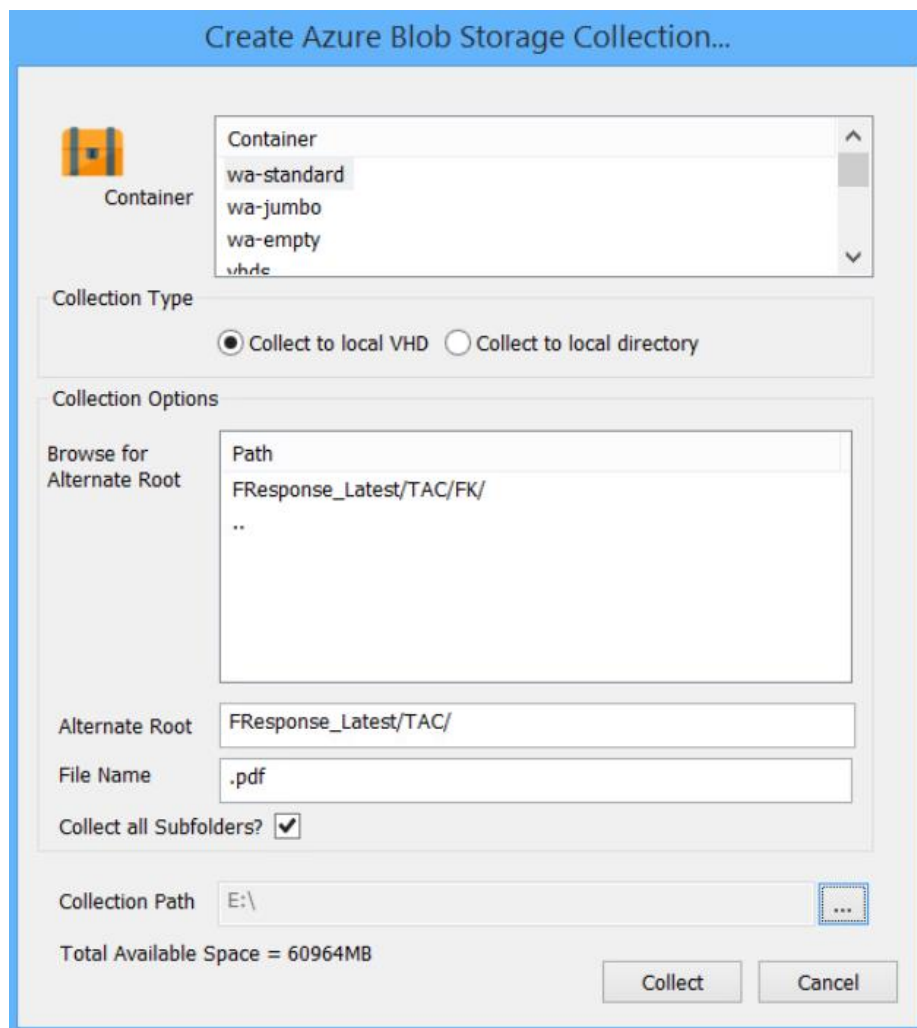 Create Azure Blob Storage Collection...
Container
Container
wa-standard
wa-jumbo
wa-empty
vhds
Collection Type
Collect to local VHD Collect to local directory
Collection Options
Browse for
Alternate Root
Path
FResponse_Latest/TAC/FK/
..
Alternate Root FResponse_Latest/TAC/
File Name .pdf
Collect all Subfolders?
Collection Path E:\ ...
Total Available Space = 60964MB
Collect Cancel